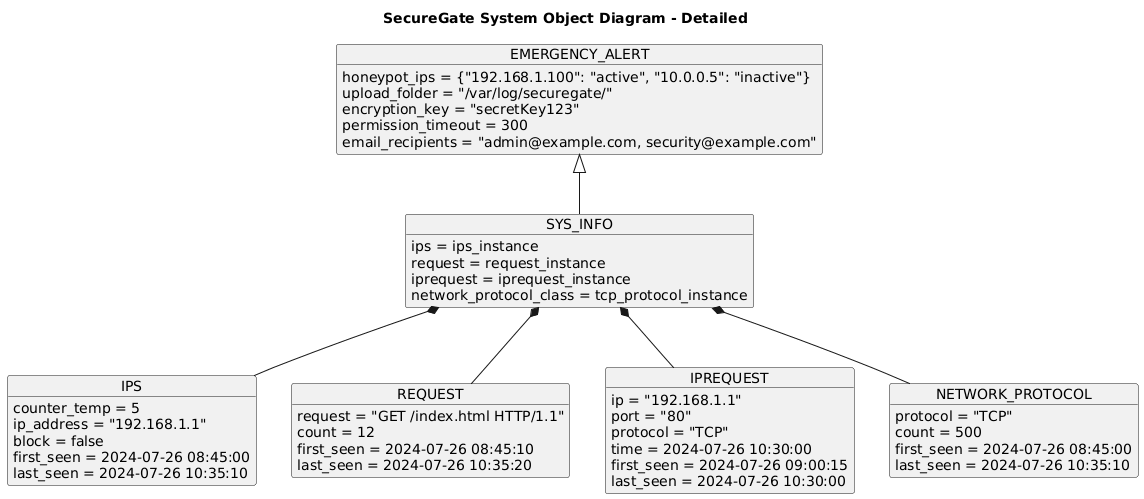 SecureGate System Object Diagram - Detailed
EMERGENCY_ALERT
honeypot_ips = {"192.168.1.100": "active", "10.0.0.5": "inactive"}
upload_folder = "/var/log/securegate/"
encryption_key = "secretKey123"
permission_timeout = 300
email_recipients = "admin@example.com, security@example.com"
SYS_INFO
ips = ips_instance
request = request_instance
iprequest = iprequest_instance
network_protocol_class = tcp_protocol_instance
IPS
counter_temp = 5
ip_address = "192.168.1.1"
block = false
first_seen = 2024-07-26 08:45:00
last_seen = 2024-07-26 10:35:10
REQUEST
request = "GET /index.html HTTP/1.1"
count = 12
first_seen = 2024-07-26 08:45:10
last_seen = 2024-07-26 10:35:20
IPREQUEST
ip = "192.168.1.1"
port = "80"
protocol = "TCP"
time = 2024-07-26 10:30:00
first_seen = 2024-07-26 09:00:15
last_seen = 2024-07-26 10:30:00
NETWORK_PROTOCOL
protocol = "TCP"
count = 500
first_seen = 2024-07-26 08:45:00
last_seen = 2024-07-26 10:35:10